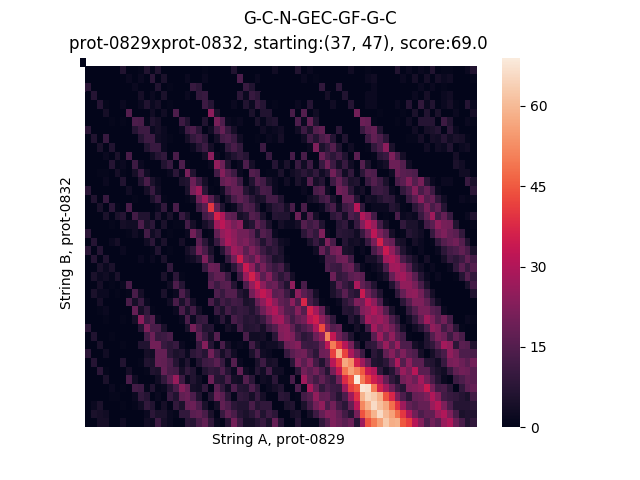 G-C-N-GEC-GF-G-C
prot-0829xprot-0832, starting:(37, 47), score:69.0
String B, prot-0832
String A, prot-0829
60
45
30
15
0